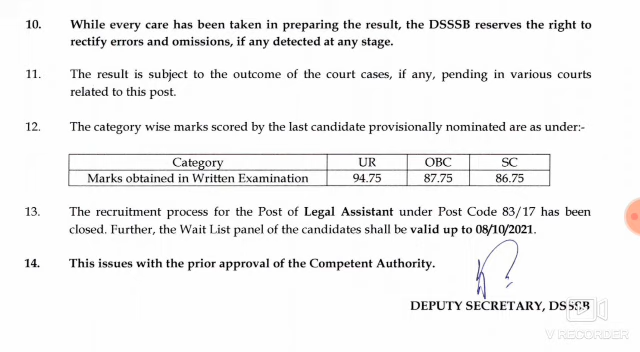 10. While every care has been taken in preparing the result, the DSSSB reserves the right to
rectify errors and omissions, if any detected at any stage.
11. The result is subject to the outcome of the court cases, if any, pending in various courts
related to this post.
12. The category wise marks scored by the last candidate provisionally nominated are as under:-
Category UR OBC SC
Marks obtained in Written Examination 94.75 87.75 86.75
13. The recruitment process for the Post of Legal Assistant under Post Code 83/17 has been
closed. Further, the Wait List panel of the candidates shall be valid up to 08/10/2021.
14. This issues with the prior approval of the Competent Authority.
DEPUTY SECRETARY, DSSSB
V RECORDER